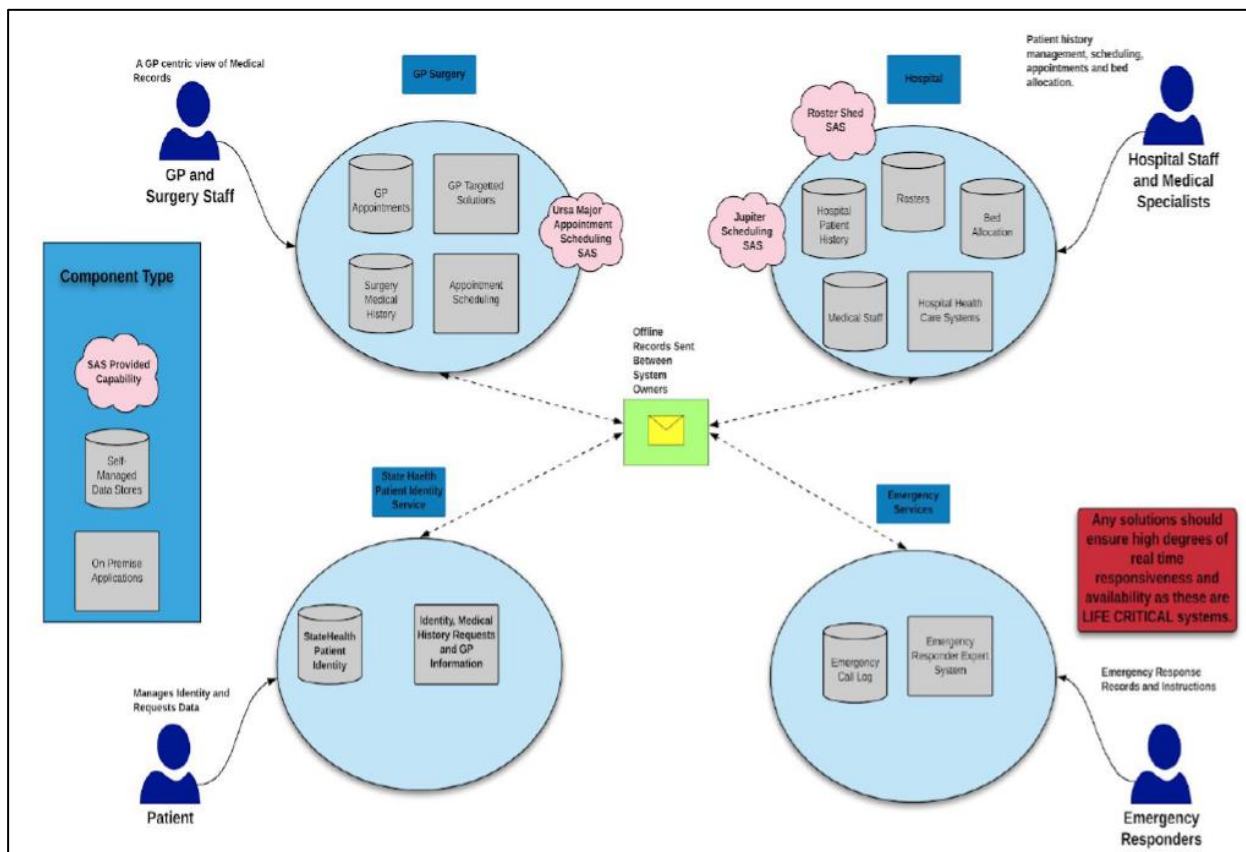 A GP centric view of Medical
Records
GP and
Surgery Staff
GP Surgery
GP
Appointments
GP Targetted
Solutions
Surgery
Medical
History
Appointment
Scheduling
Ursa Major
Appointment
Scheduling
SAS
Hospital
Roster Shed
SAS
Jupiter
Scheduling
SAS
Hospital
Patient
History
Rosters
Bed
Allocation
Medical Staff
Hospital Health
Care Systems
Patient history
management, scheduling,
appointments and bed
allocation.
Hospital Staff
and Medical
Specialists
Component Type
SAS Provided
Capability
Self-
Managed
Data Stores
On Premise
Applications
Offline
Records Sent
Between
System
Owners
State Haelth
Patient Identity
Service
StateHealth
Patient
Identity
Identity, Medical
History Requests
and GP
Information
Manages Identity and
Requests Data
Patient
Emergency
Services
Emergency
Call Log
Emergency
Responder Expert
System
Any solutions should
ensure high degrees of
real time
responsiveness and
availability as these are
LIFE CRITICAL systems.
Emergency Response
Records and Instructions
Emergency
Responders